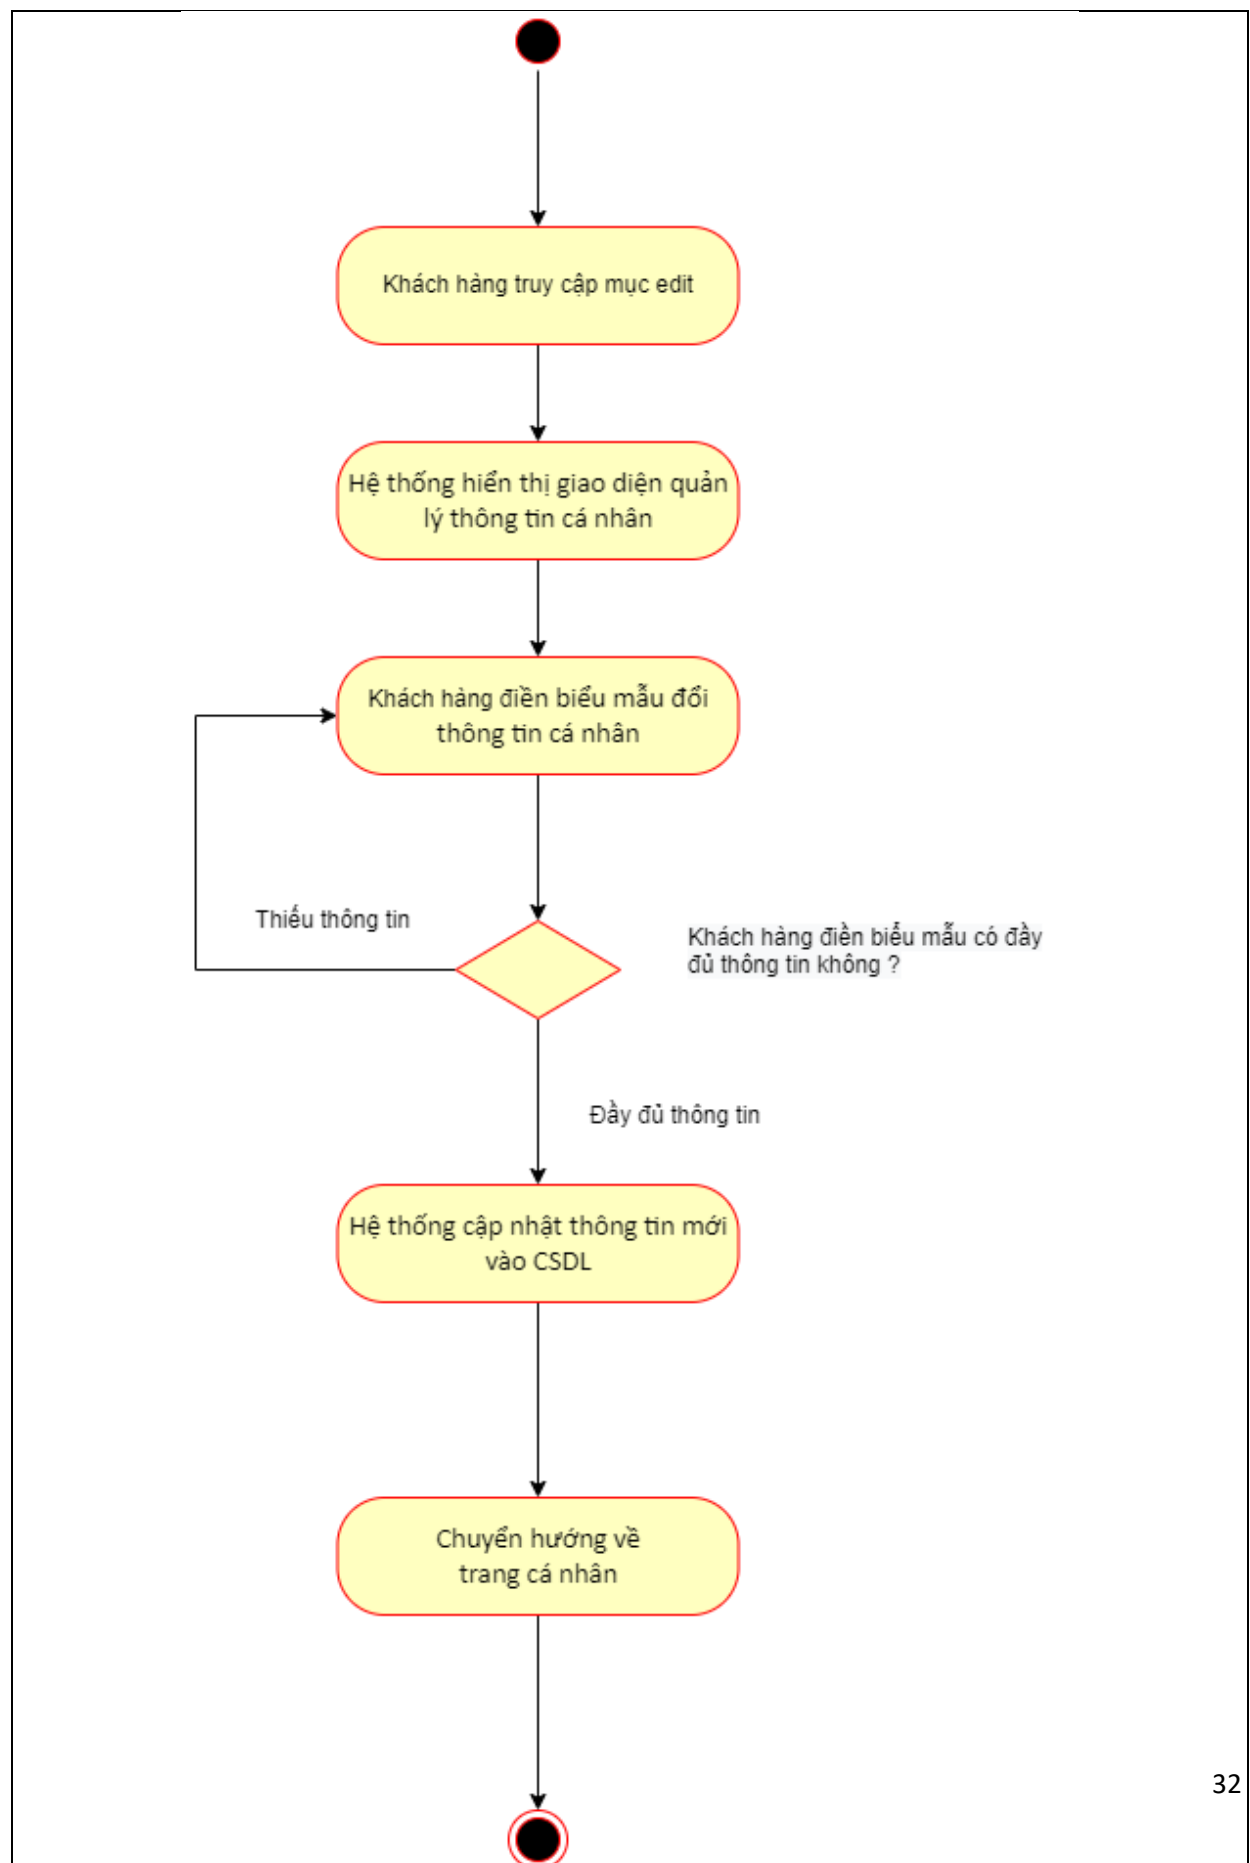 Khách hàng truy cập mục edit
Hệ thống hiển thị giao diện quản
lý thông tin cá nhân
Khách hàng điền biểu mẫu đổi
thông tin cá nhân
Thiếu thông tin
Khách hàng điền biểu mẫu có đầy
đủ thông tin không ?
Đầy đủ thông tin
Hệ thống cập nhật thông tin mới
vào CSDL
Chuyển hướng về
trang cá nhân
32